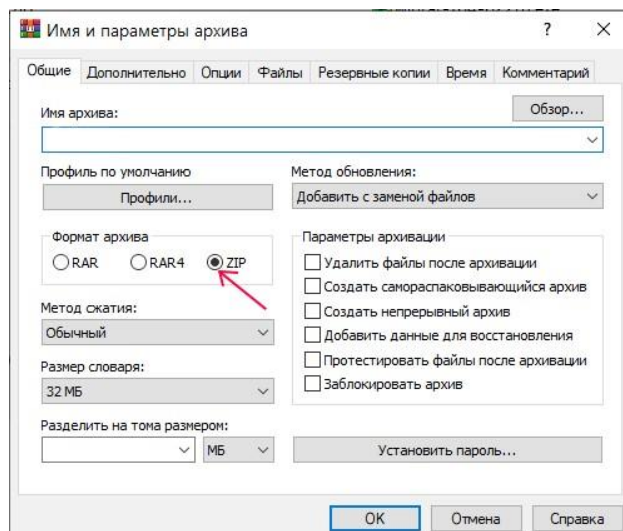 Имя и параметры архива
Общие Дополнительно Опции Файлы Резервные копии Время Комментарий
Имя архива:
Обзор...
Профиль по умолчанию
Профили...
Метод обновления:
Добавить с заменой файлов
Формат архива
RAR RAR4 ZIP
Метод сжатия:
Обычный
Размер словаря:
32 МБ
Разделить на тома размером:
МБ
Параметры архивации
Удалить файлы после архивации
Создать самораспаковывающийся архив
Создать непрерывный архив
Добавить данные для восстановления
Протестировать файлы после архивации
Заблокировать архив
Установить пароль...
OK Отмена Справка